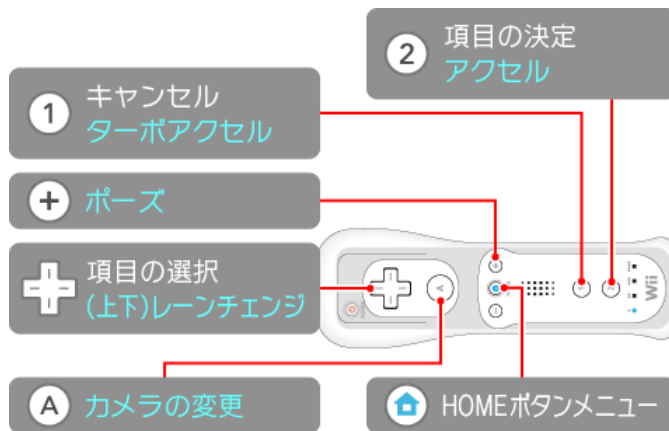 2 項目の決定
アクセル
1 キャンセル
ターボアクセル
+ ポーズ
項目の選択
(上下)レーンチェンジ
A カメラの変更
HOMEボタンメニュー
A
1
2
Wii